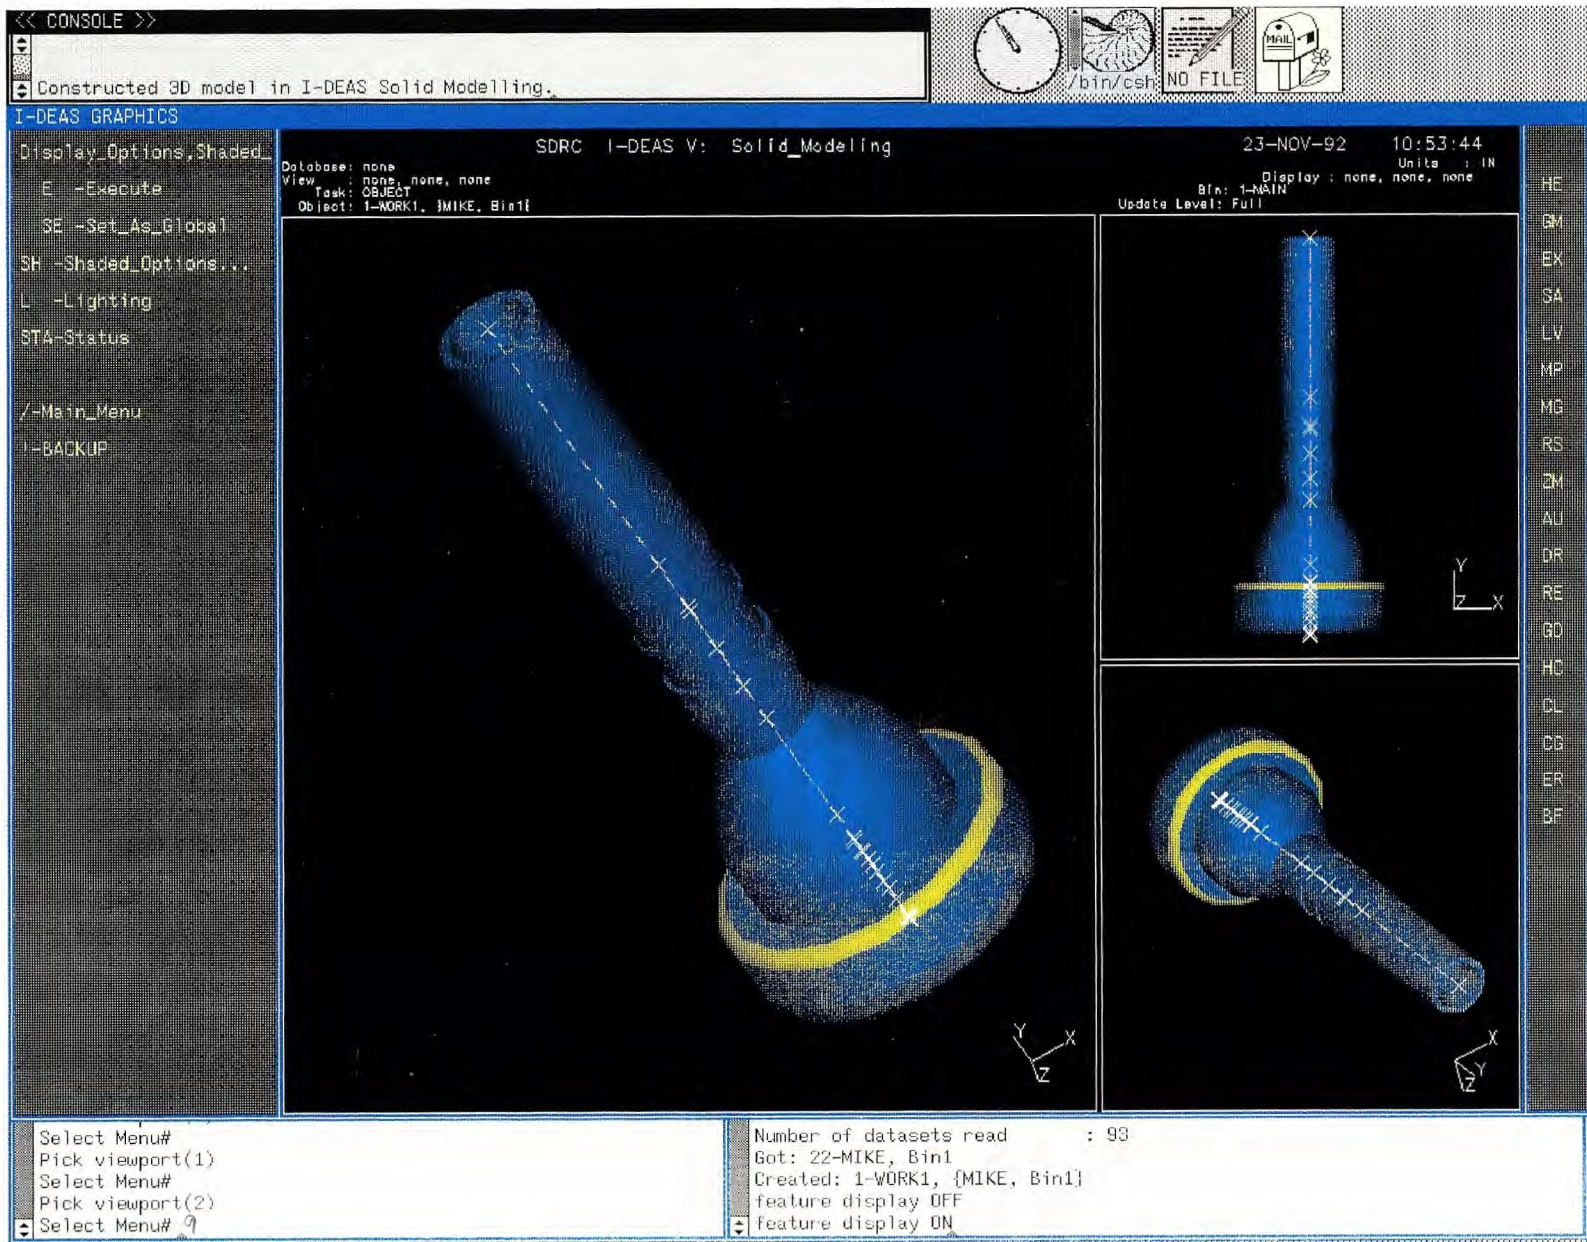 << CONSOLE >>
Constructed 3D model in I-DEAS Solid Modelling.
/bin/csh
NO FILE
MAIL
I-DEAS GRAPHICS
Display_Options,Shaded_
E -Execute
SE -Set_As_Global
SH -Shaded_Options...
L -Lighting
STA-Status
/-Main_Menu
!-BACKUP
SDRC I-DEAS V: Solid_Modeling
23-NOV-92 10:53:44
Database: none
View : none, none, none
Task: OBJECT
Object: 1-WORK1, {MIKE, Bin1}
Units : IN
Display : none, none, none
Bin: 1-MAIN
Update Level: Full
Y
Z X
Y
X
Z
X
Y
Z
HE
GM
EX
SA
LV
MP
MG
RS
ZM
AU
DR
RE
GO
HC
CL
CG
ER
BF
Select Menu#
Pick viewport(1)
Select Menu#
Pick viewport(2)
Select Menu# 9
Number of datasets read : 93
Got: 22-MIKE, Bin1
Created: 1-WORK1, {MIKE, Bin1}
feature display OFF
feature display ON